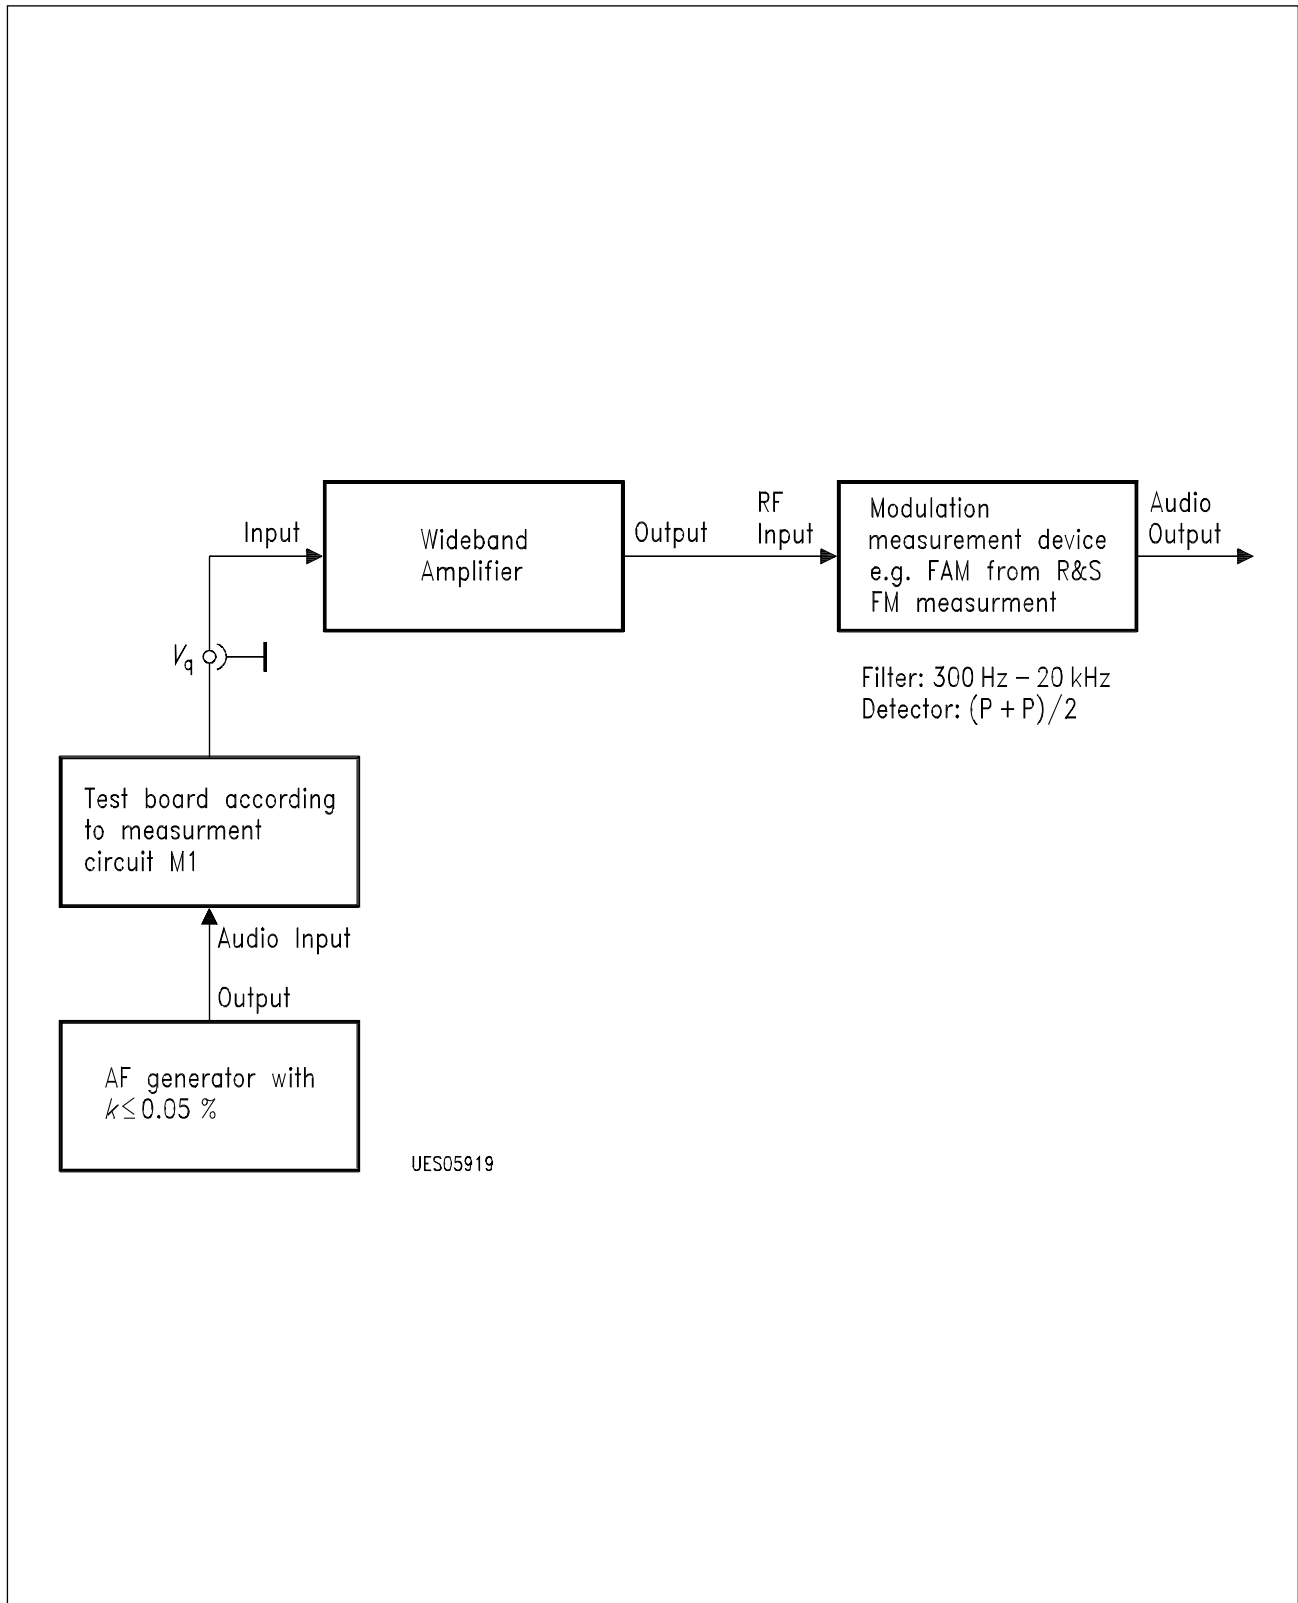 Input
Wideband
Amplifier
Output
RF
Input
Modulation
measurement device
e.g. FAM from R&S
FM measurment
Audio
Output
Vq
Filter: 300 Hz – 20 kHz
Detector: (P + P)/2
Test board according
to measurment
circuit M1
Audio Input
Output
AF generator with
k ≤ 0.05 %
UES05919